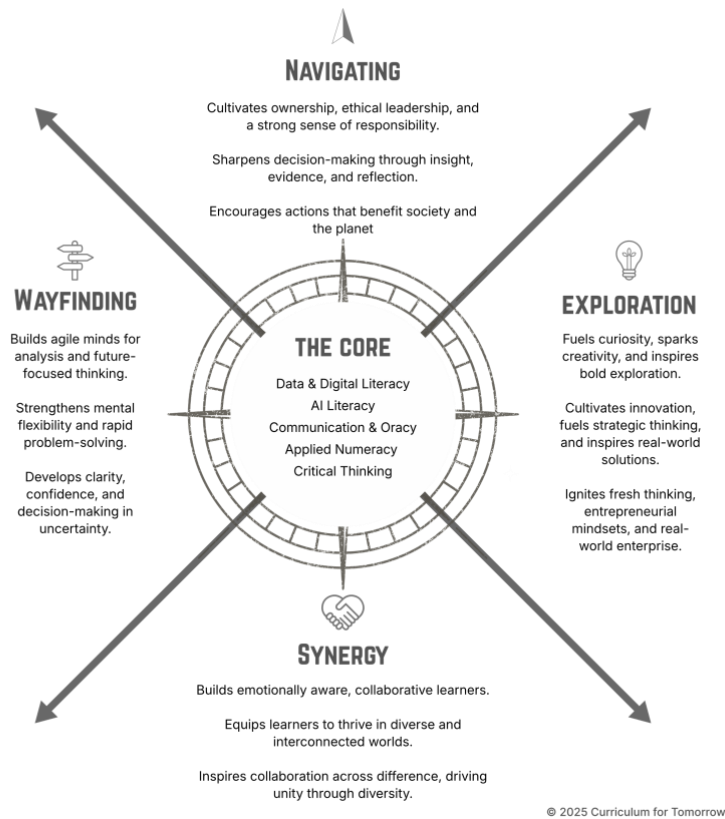 NAVIGATING
Cultivates ownership, ethical leadership, and
a strong sense of responsibility.
Sharpens decision-making through insight,
evidence, and reflection.
Encourages actions that benefit society and
the planet
WAYFINDING
Builds agile minds for
analysis and future-
focused thinking.
Strengthens mental
flexibility and rapid
problem-solving.
Develops clarity,
confidence, and
decision-making in
uncertainty.
THE CORE
Data & Digital Literacy
AI Literacy
Communication & Oracy
Applied Numeracy
Critical Thinking
EXPLORATION
Fuels curiosity, sparks
creativity, and inspires
bold exploration.
Cultivates innovation,
fuels strategic thinking,
and inspires real-world
solutions.
Ignites fresh thinking,
entrepreneurial
mindsets, and real-
world enterprise.
SYNERGY
Builds emotionally aware, collaborative learners.
Equips learners to thrive in diverse and
interconnected worlds.
Inspires collaboration across difference, driving
unity through diversity.
© 2025 Curriculum for Tomorrow